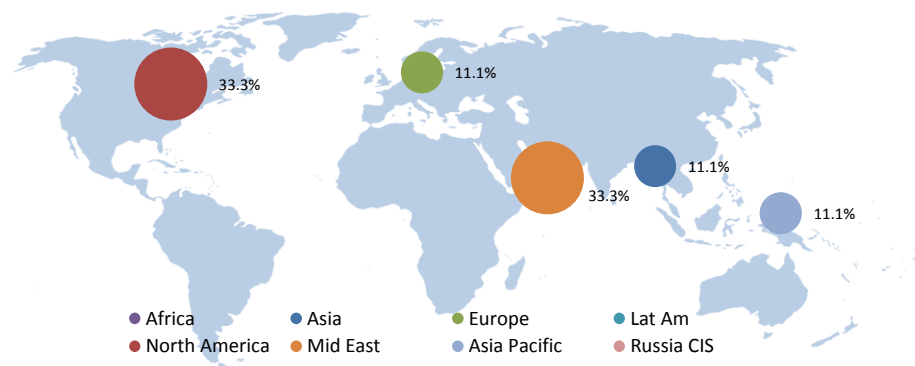 33.3%
11.1%
11.1%
33.3%
11.1%
Africa Asia Europe Lat Am
North America Mid East Asia Pacific Russia CIS